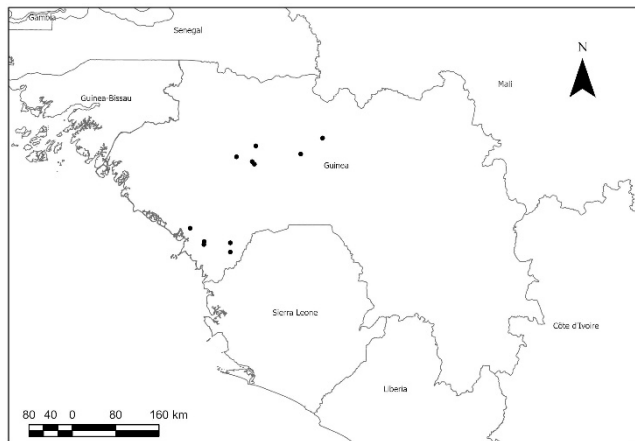 Gambia
Senegal
N
Mali
Guinea-Bissau
Guinea
Sierra Leone
Côte d'Ivoire
Liberia
80 40 0 80 160 km